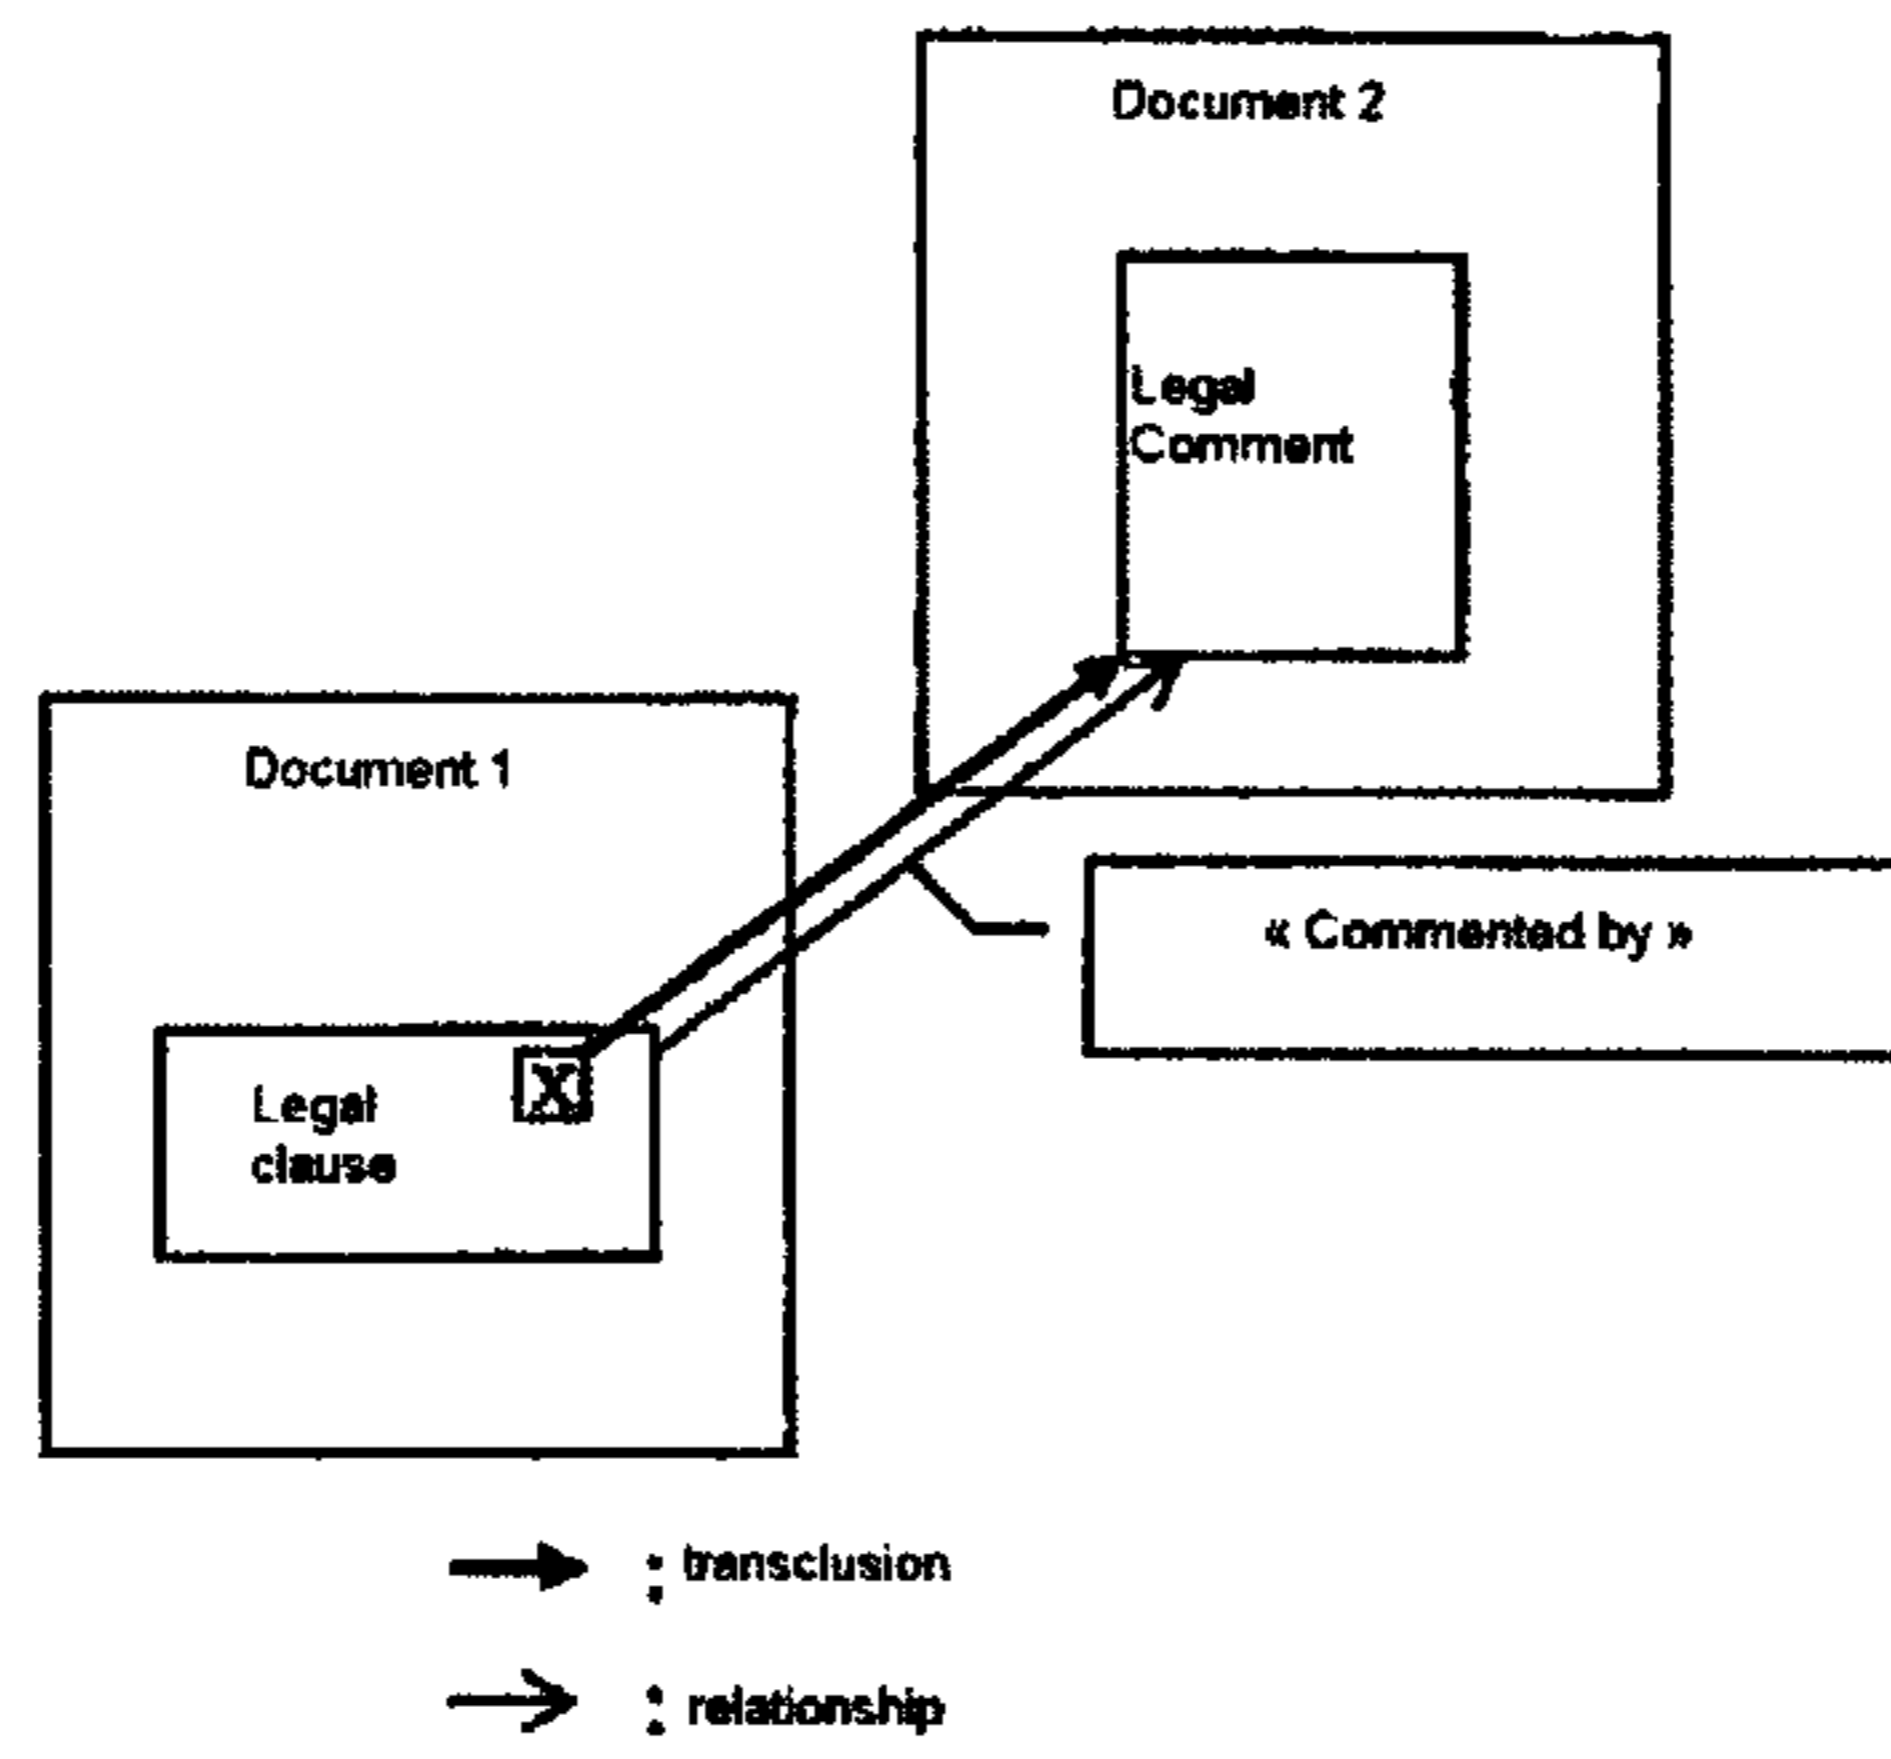 Document 2
Legal
Comment
Document 1
« Commented by »
X
Legal
clause
: transclusion
: relationship